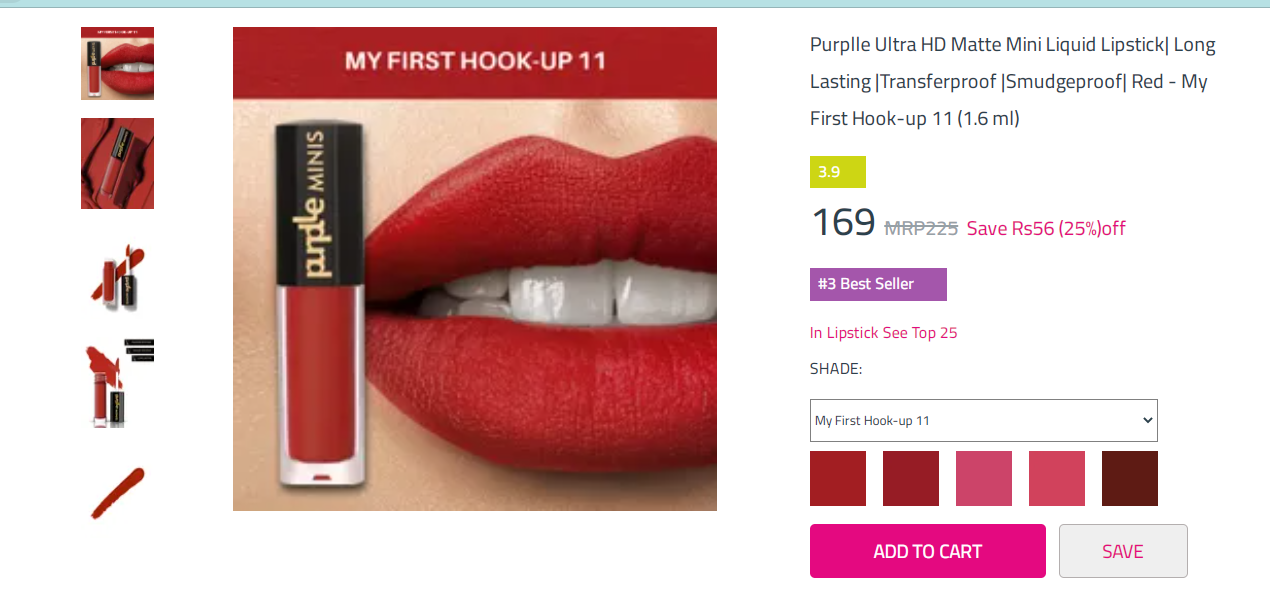 MY FIRST HOOK-UP 11
purplle MINIS
Purplle Ultra HD Matte Mini Liquid Lipstick| Long
Lasting |Transferproof |Smudgeproof| Red - My
First Hook-up 11 (1.6 ml)
3.9
169 MRP225 Save Rs56 (25%)off
#3 Best Seller
In Lipstick See Top 25
SHADE:
My First Hook-up 11
ADD TO CART
SAVE